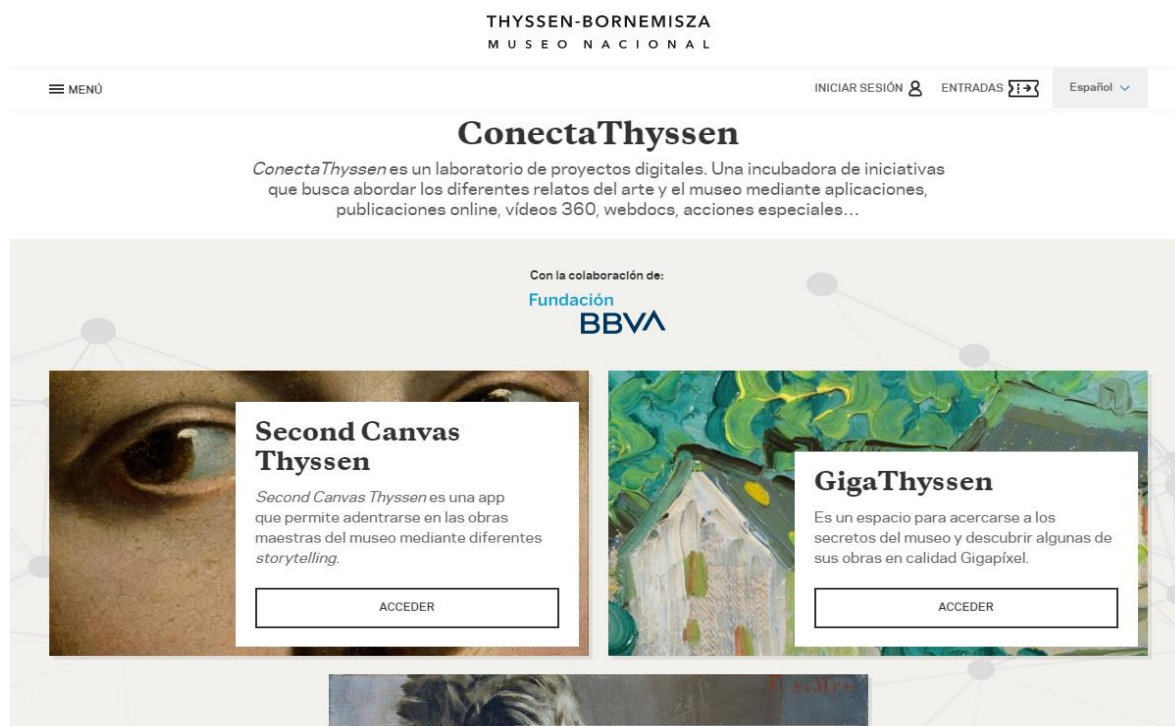 THYSSEN-BORNEMISZA
MUSEO NACIONAL
MENÚ
INICIAR SESIÓN
ENTRADAS
Español
ConectaThyssen
ConectaThyssen es un laboratorio de proyectos digitales. Una incubadora de iniciativas
que busca abordar los diferentes relatos del arte y el museo mediante aplicaciones,
publicaciones online, vídeos 360, webdocs, acciones especiales...
Con la colaboración de:
Fundación
BBVA
Second Canvas
Thyssen
Second Canvas Thyssen es una app
que permite adentrarse en las obras
maestras del museo mediante diferentes
storytelling.
ACCEDER
GigaThyssen
Es un espacio para acercarse a los
secretos del museo y descubrir algunas de
sus obras en calidad Gigapíxel.
ACCEDER